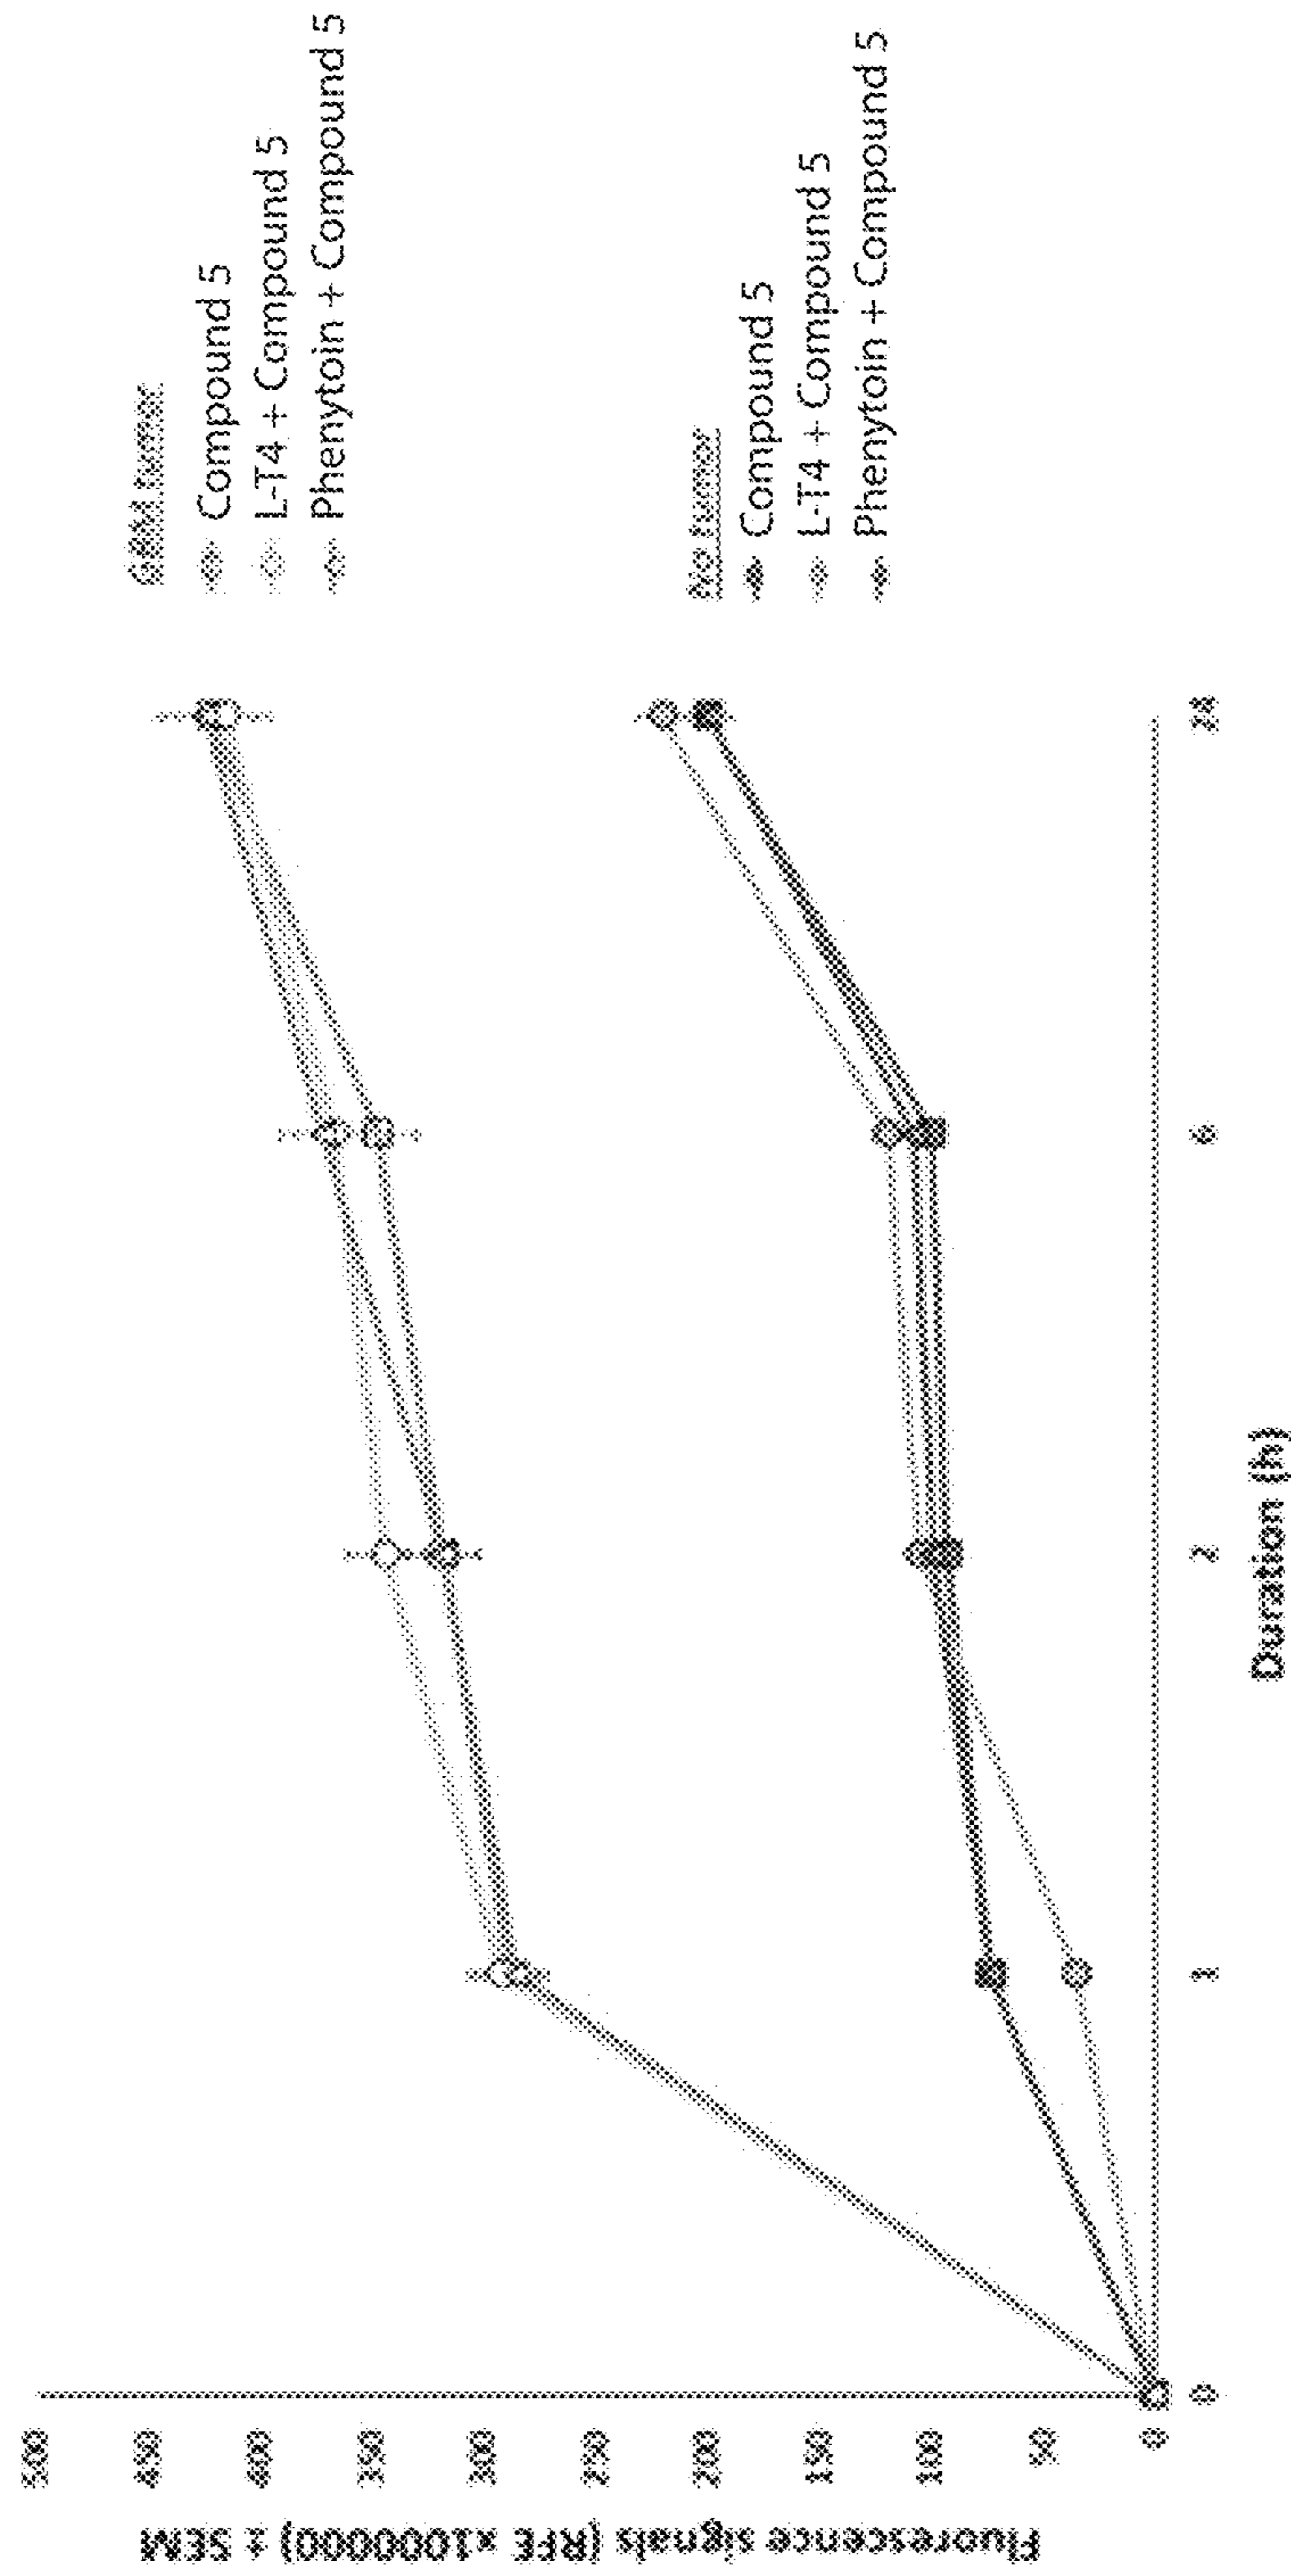 Fluorescence signals (RFE x1000000) ± SEM
500
450
400
350
300
250
200
150
100
50
0
0
1
2
6
24
Duration (h)
GBM tumor
Compound 5
L-T4 + Compound 5
Phenytoin + Compound 5
No tumor
Compound 5
L-T4 + Compound 5
Phenytoin + Compound 5